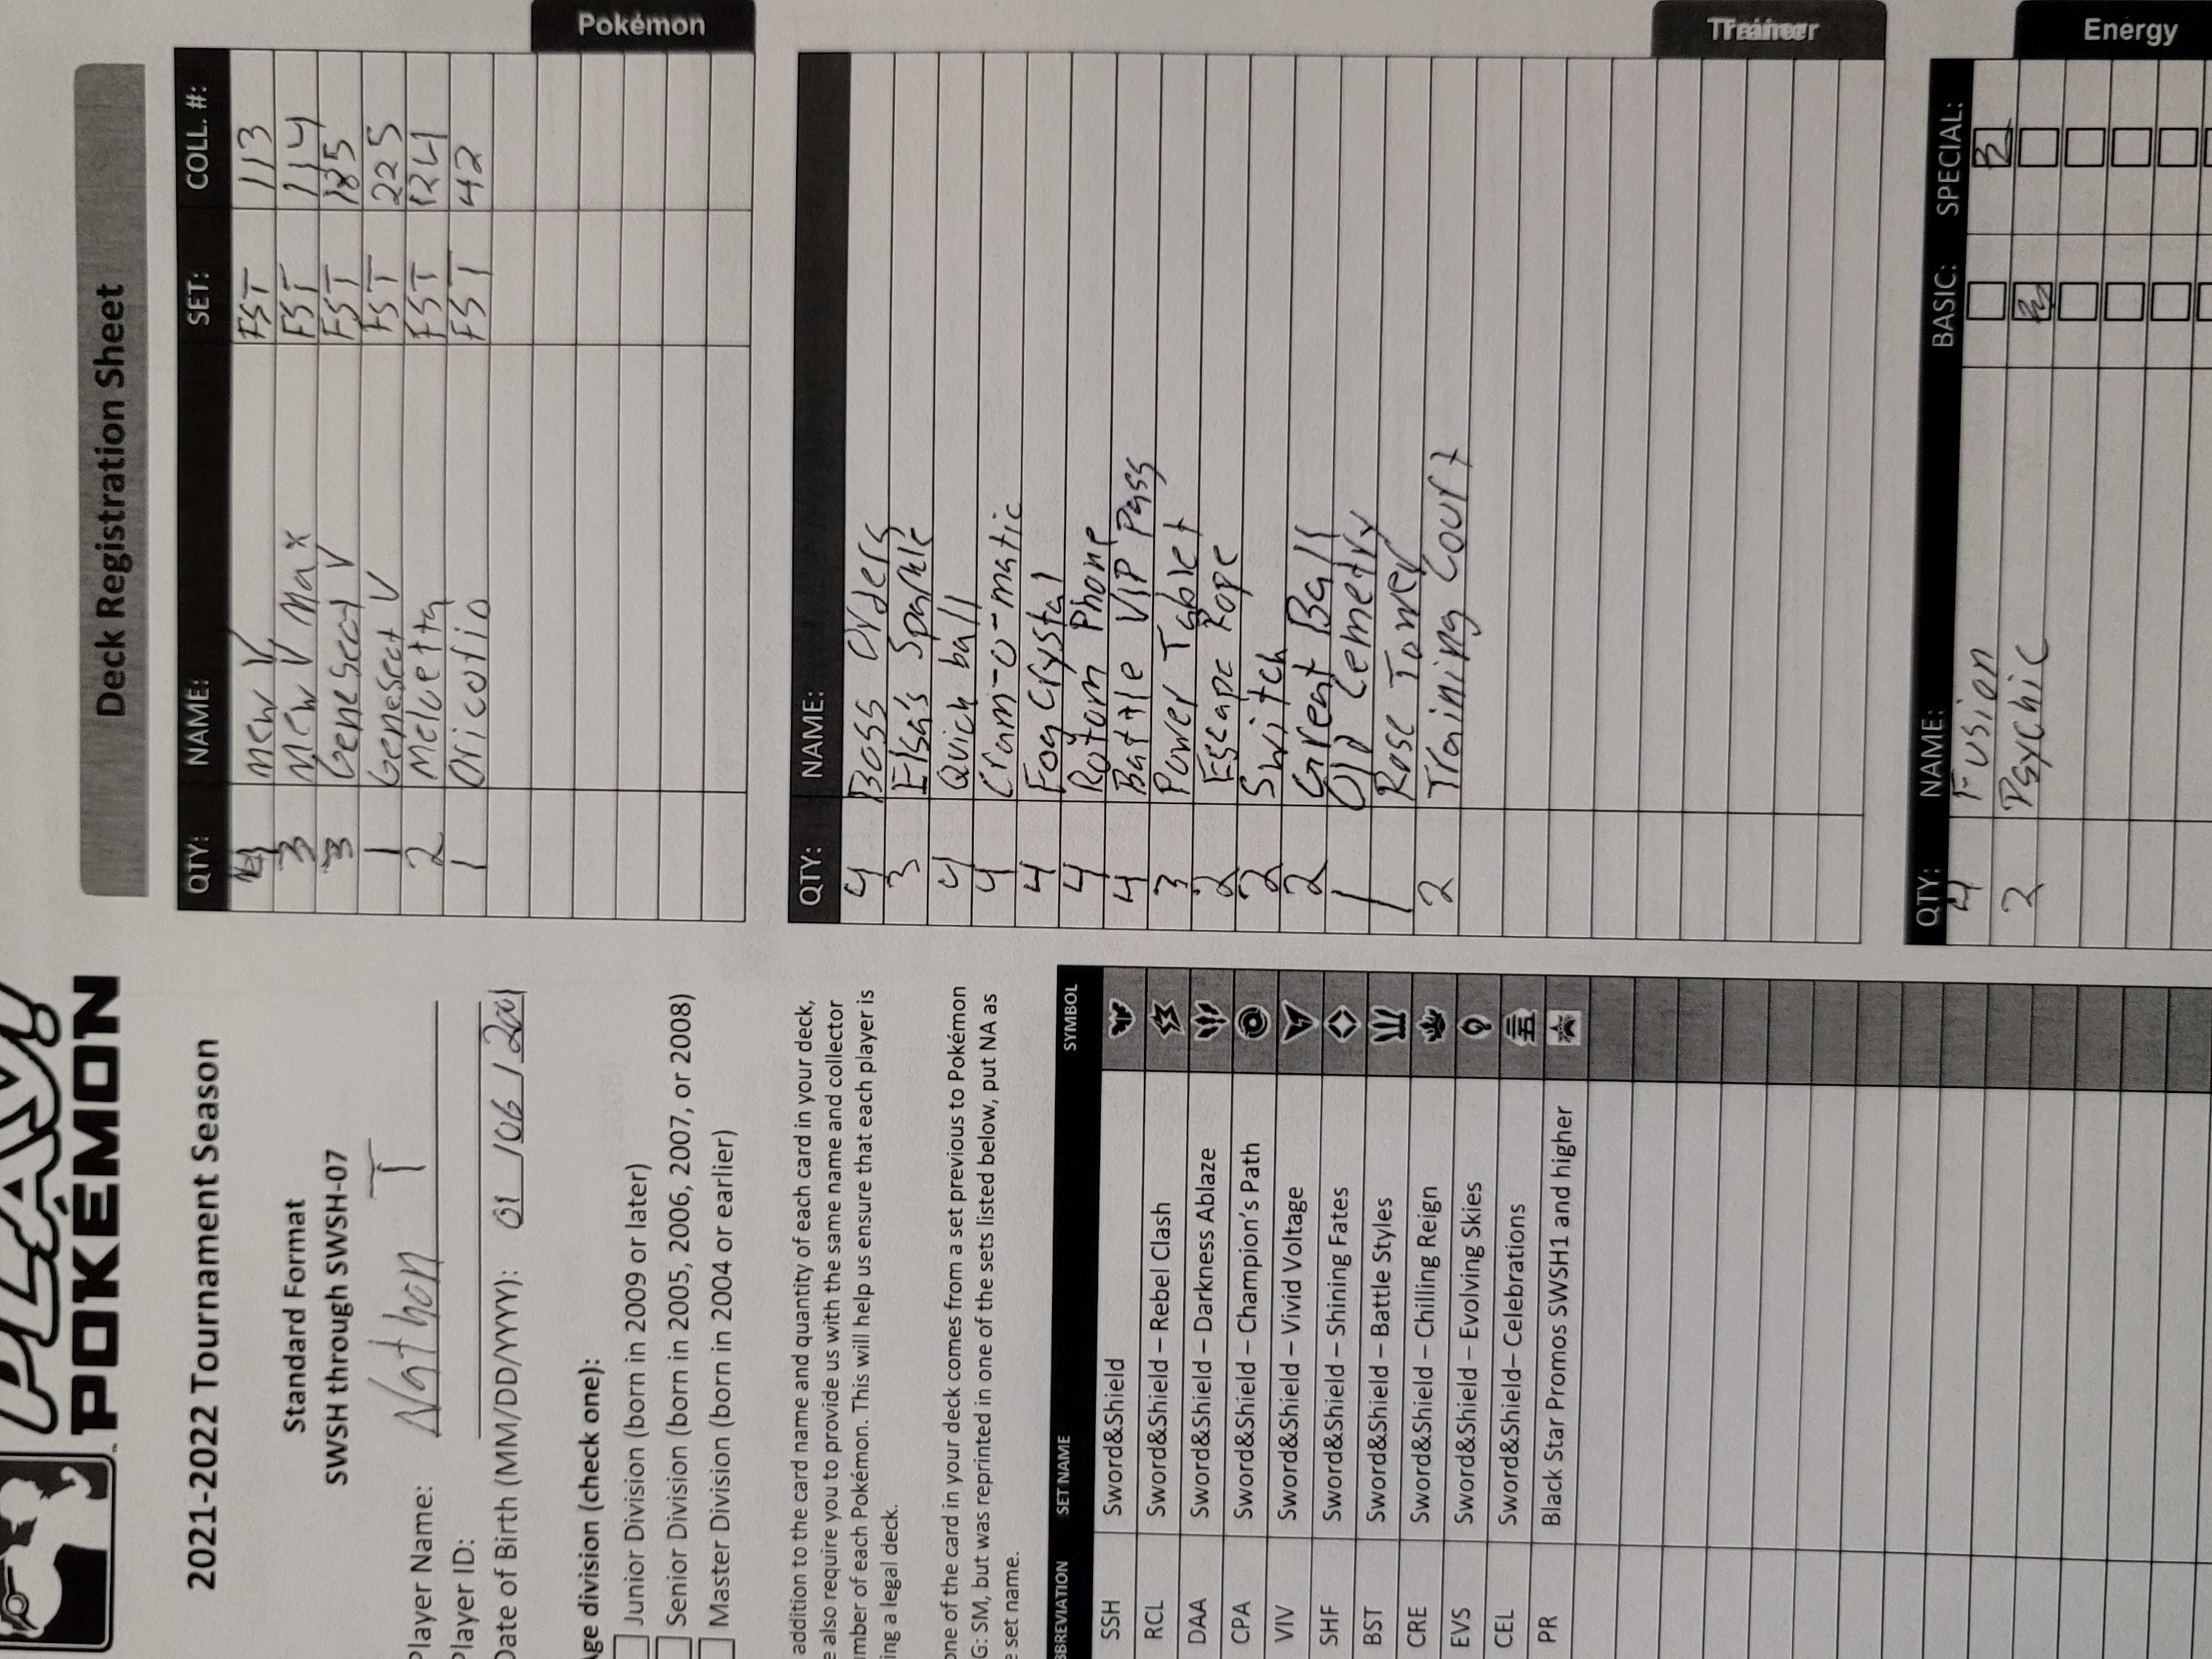 PLAY!
POKÉMON
2021-2022 Tournament Season
Standard Format
SWSH through SWSH-07
Player Name: Nathan T
Player ID:
Date of Birth (MM/DD/YYYY): 01 / 06 / 2001
Age division (check one):
Junior Division (born in 2009 or later)
Senior Division (born in 2005, 2006, 2007, or 2008)
Master Division (born in 2004 or earlier)
addition to the card name and quantity of each card in your deck,
e also require you to provide us with the same name and collector
umber of each Pokémon. This will help us ensure that each player is
ing a legal deck.
one of the card in your deck comes from a set previous to Pokémon
G: SM, but was reprinted in one of the sets listed below, put NA as
e set name.
BBREVIATION SET NAME SYMBOL
SSH Sword&Shield
RCL Sword&Shield – Rebel Clash
DAA Sword&Shield – Darkness Ablaze
CPA Sword&Shield – Champion's Path
VIV Sword&Shield – Vivid Voltage
SHF Sword&Shield – Shining Fates
BST Sword&Shield – Battle Styles
CRE Sword&Shield – Chilling Reign
EVS Sword&Shield – Evolving Skies
CEL Sword&Shield– Celebrations
PR Black Star Promos SWSH1 and higher
Deck Registration Sheet
QTY: NAME: SET: COLL. #:
4 Mew V FST 113
3 Mew V Max FST 114
3 Genesect V FST 185
1 Genesect V FST 225
2 Meloetta FST 124
1 Oricorio FST 42
Pokémon
QTY: NAME:
4 Boss Orders
3 Elsa's Sparkle
4 Quick ball
4 Cram-o-matic
4 Fog Crystal
4 Rotom Phone
4 Battle VIP Pass
3 Power Tablet
2 Escape Rope
2 Switch
2 Great Ball
1 Old Cemetry
1 Rose Tower
2 Training Court
Trainer
QTY: NAME: BASIC: SPECIAL:
4 Fusion
2 Psychic
Energy